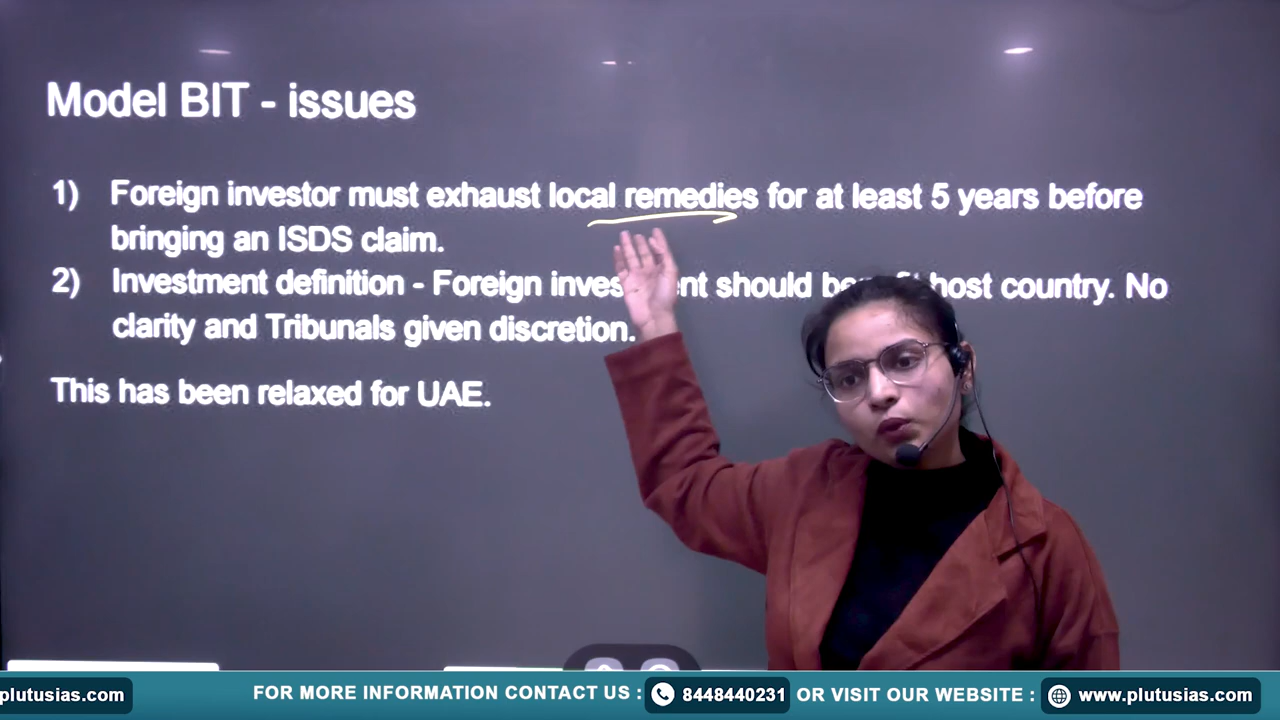 Model BIT - issues
1) Foreign investor must exhaust local remedies for at least 5 years before
bringing an ISDS claim.
2) Investment definition - Foreign should host country. No
clarity and Tribunals given discretion.
This has been relaxed for UAE.
plutusias.com
FOR MORE INFORMATION CONTACT US : 8448440231 OR VISIT OUR WEBSITE : www.plutusias.com